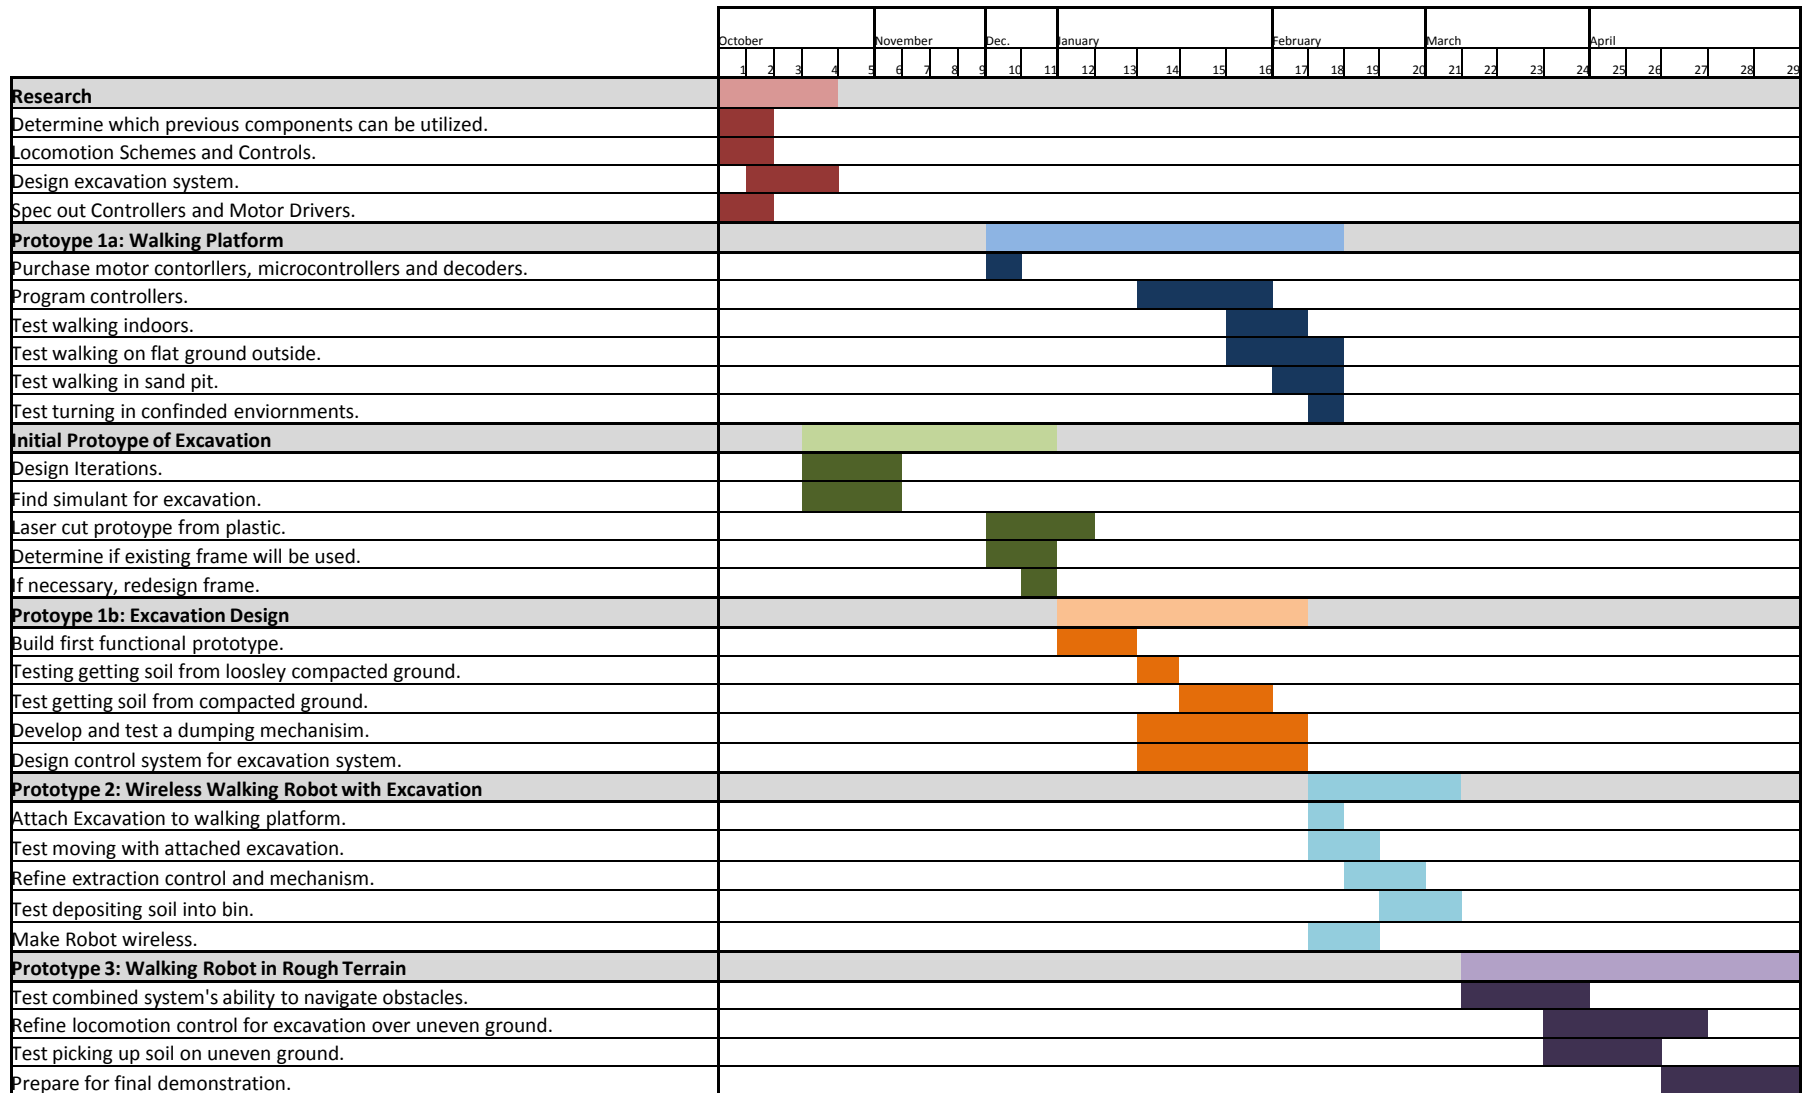 October November Dec. January February March April
1 2 3 4 5 6 7 8 9 10 11 12 13 14 15 16 17 18 19 20 21 22 23 24 25 26 27 28 29
Research
Determine which previous components can be utilized.
Locomotion Schemes and Controls.
Design excavation system.
Spec out Controllers and Motor Drivers.
Protoype 1a: Walking Platform
Purchase motor contorllers, microcontrollers and decoders.
Program controllers.
Test walking indoors.
Test walking on flat ground outside.
Test walking in sand pit.
Test turning in confinded enviornments.
Initial Protoype of Excavation
Design Iterations.
Find simulant for excavation.
Laser cut protoype from plastic.
Determine if existing frame will be used.
If necessary, redesign frame.
Protoype 1b: Excavation Design
Build first functional prototype.
Testing getting soil from loosley compacted ground.
Test getting soil from compacted ground.
Develop and test a dumping mechanisim.
Design control system for excavation system.
Prototype 2: Wireless Walking Robot with Excavation
Attach Excavation to walking platform.
Test moving with attached excavation.
Refine extraction control and mechanism.
Test depositing soil into bin.
Make Robot wireless.
Prototype 3: Walking Robot in Rough Terrain
Test combined system's ability to navigate obstacles.
Refine locomotion control for excavation over uneven ground.
Test picking up soil on uneven ground.
Prepare for final demonstration.